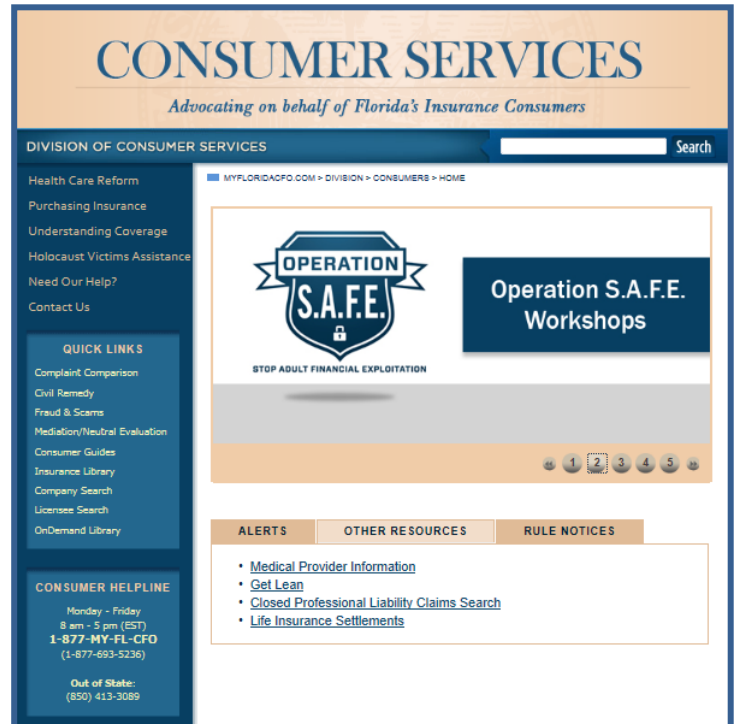 CONSUMER SERVICES
Advocating on behalf of Florida's Insurance Consumers
DIVISION OF CONSUMER SERVICES
Search
Health Care Reform
Purchasing Insurance
Understanding Coverage
Holocaust Victims Assistance
Need Our Help?
Contact Us
QUICK LINKS
Complaint Comparison
Civil Remedy
Fraud & Scams
Mediation/Neutral Evaluation
Consumer Guides
Insurance Library
Company Search
Licensee Search
OnDemand Library
CONSUMER HELPLINE
Monday - Friday
8 am - 5 pm (EST)
1-877-MY-FL-CFO
(1-877-693-5236)
Out of State:
(850) 413-3089
MYFLORIDACFO.COM > DIVISION > CONSUMERS > HOME
OPERATION
S.A.F.E.
STOP ADULT FINANCIAL EXPLOITATION
Operation S.A.F.E.
Workshops
1 2 3 4 5
ALERTS OTHER RESOURCES RULE NOTICES
• Medical Provider Information
• Get Lean
• Closed Professional Liability Claims Search
• Life Insurance Settlements